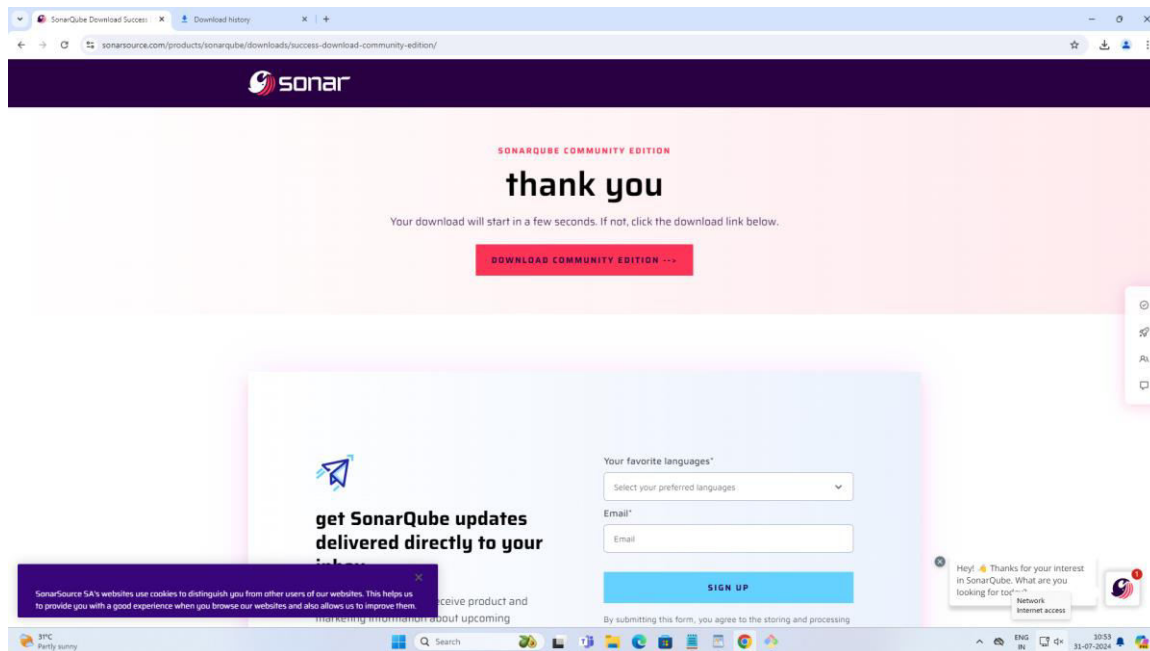 SonarQube Download Success
Download history
sonarsource.com/products/sonarqube/downloads/success-download-community-edition/
sonar
SONARQUBE COMMUNITY EDITION
thank you
Your download will start in a few seconds. If not, click the download link below.
DOWNLOAD COMMUNITY EDITION -->
get SonarQube updates
delivered directly to your
Your favorite languages*
Select your preferred languages
Email*
Email
SIGN UP
By submitting this form, you agree to the storing and processing
eceive product and
marketing information about upcoming
SonarSource SA's websites use cookies to distinguish you from other users of our websites. This helps us
to provide you with a good experience when you browse our websites and also allows us to improve them.
Hey! 👋 Thanks for your interest
in SonarQube. What are you
looking for
1
Network
Internet access
31°C
Partly sunny
Search
ENG
IN
10:53
31-07-2024